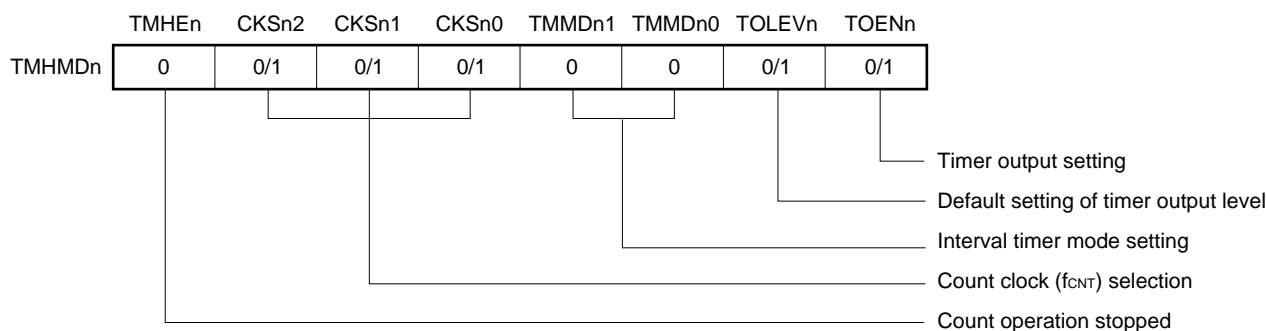 TMHEn CKSn2 CKSn1 CKSn0 TMMDn1 TMMDn0 TOLEVn TOENn
TMHMDn 0 0/1 0/1 0/1 0 0 0/1 0/1
Timer output setting
Default setting of timer output level
Interval timer mode setting
Count clock (fCNT) selection
Count operation stopped